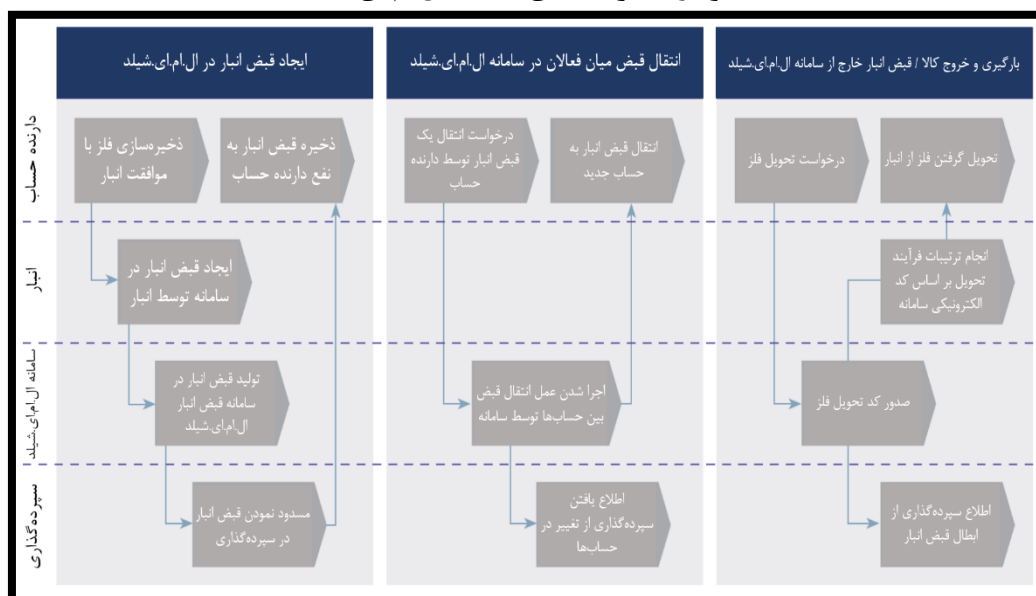 ایجاد قبض انبار در ال.ام.ای.شیلد
انتقال قبض میان فعالان در سامانه ال.ام.ای.شیلد
بارگیری و خروج کالا / قبض انبار خارج از سامانه ال.ام.ای.شیلد
دارنده حساب
ذخیره‌سازی فلز با
موافقت انبار
ذخیره قبض انبار به
نفع دارنده حساب
درخواست انتقال یک
قبض انبار توسط دارنده
حساب
انتقال قبض انبار به
حساب جدید
درخواست تحویل فلز
تحویل گرفتن فلز از انبار
انبار
ایجاد قبض انبار در
سامانه توسط انبار
انجام ترتیبات فرآیند
تحویل بر اساس کد
الکترونیکی سامانه
سامانه ال.ام.ای.شیلد
تولید قبض انبار در
سامانه قبض انبار
ال.ام.ای.شیلد
اجرا شدن عمل انتقال قبض
بین حساب‌ها توسط سامانه
صدور کد تحویل فلز
سپرده‌گذاری
مسدود نمودن قبض انبار
در سپرده‌گذاری
اطلاع یافتن
سپرده‌گذاری از تغییر در
حساب‌ها
اطلاع سپرده‌گذاری از
ابطال قبض انبار